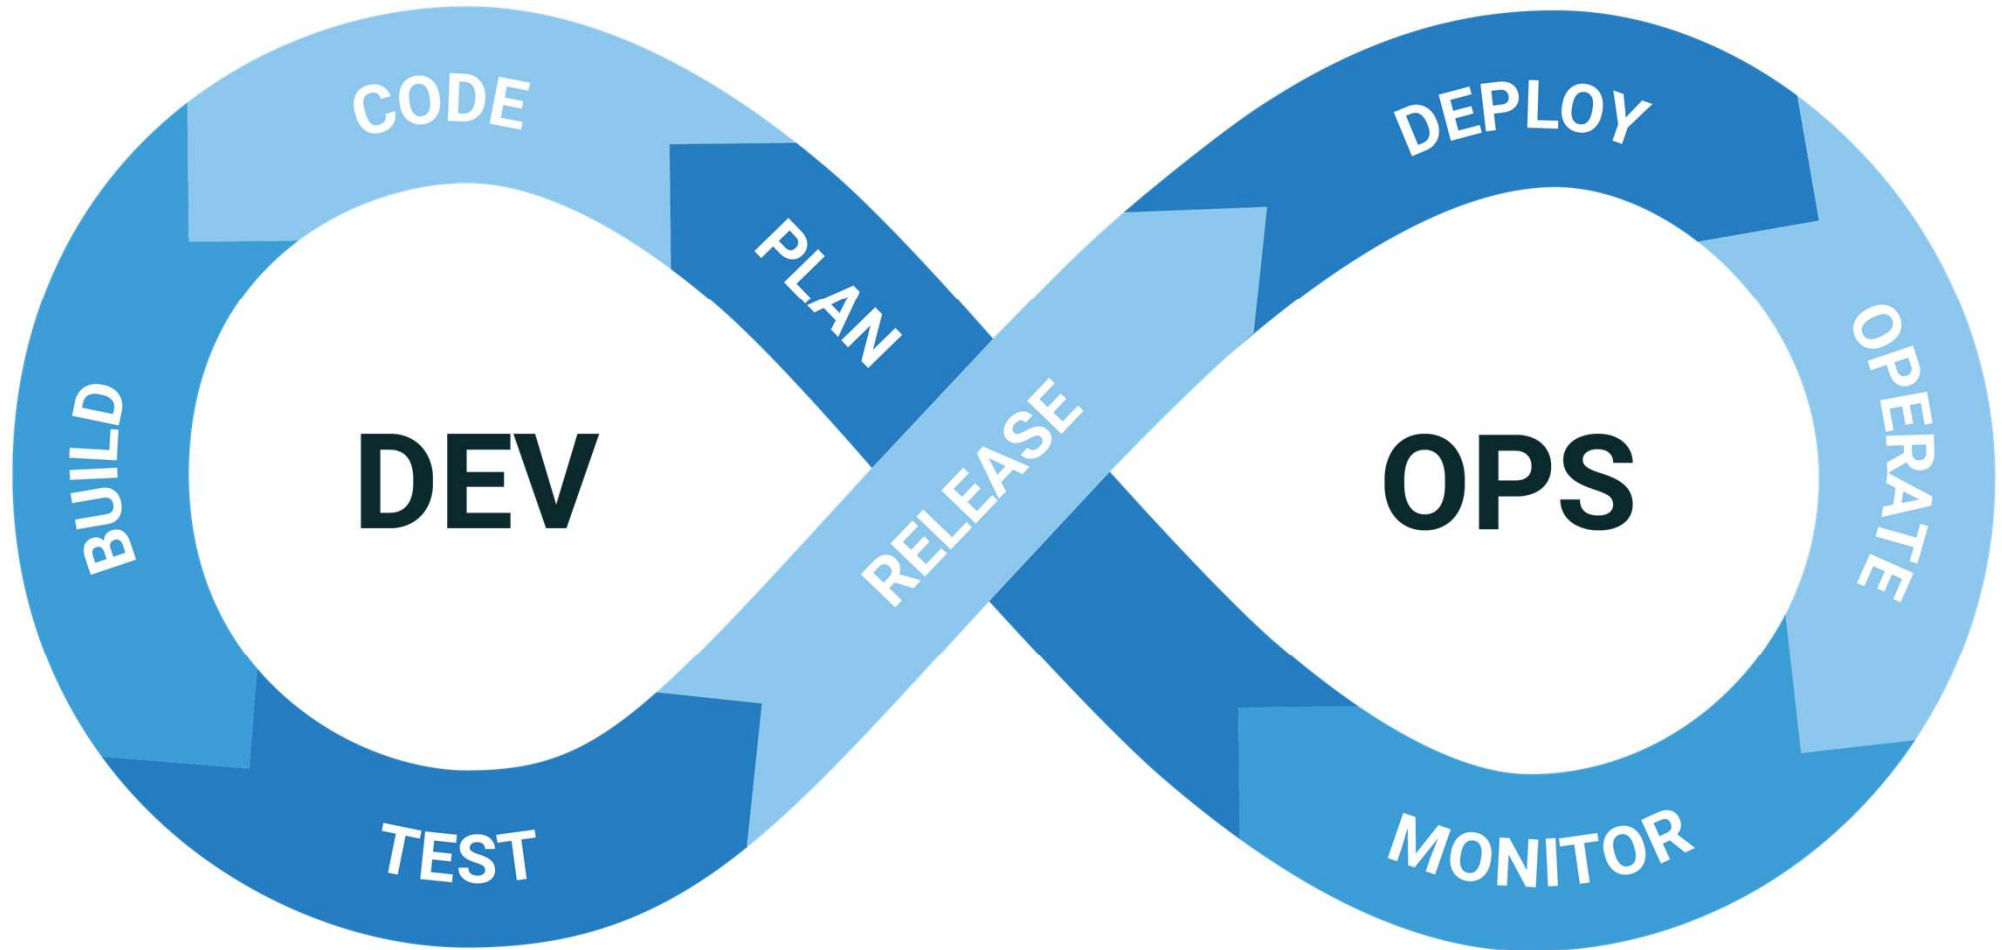 CODE
DEPLOY
PLAN
OPERATE
BUILD
DEV
RELEASE
OPS
TEST
MONITOR